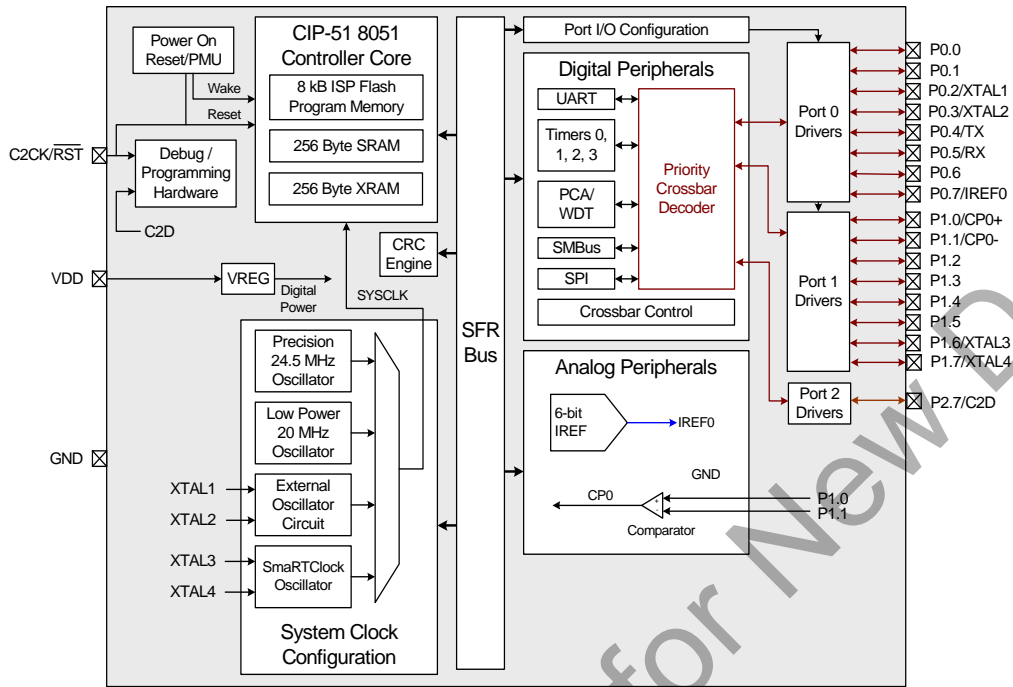 Power On
Reset/PMU
Wake
Reset
C2CK/RST
Debug /
Programming
Hardware
C2D
VDD
VREG
Digital
Power
GND
CIP-51 8051
Controller Core
8 kB ISP Flash
Program Memory
256 Byte SRAM
256 Byte XRAM
CRC
Engine
SYSCLK
Precision
24.5 MHz
Oscillator
Low Power
20 MHz
Oscillator
External
Oscillator
Circuit
SmaRTClock
Oscillator
XTAL1
XTAL2
XTAL3
XTAL4
System Clock
Configuration
SFR
Bus
Port I/O Configuration
Digital Peripherals
UART
Timers 0,
1, 2, 3
PCA/
WDT
SMBus
SPI
Priority
Crossbar
Decoder
Crossbar Control
Analog Peripherals
6-bit
IREF
IREF0
GND
CP0
+
-
Comparator
P1.0
P1.1
Port 0
Drivers
Port 1
Drivers
Port 2
Drivers
P0.0
P0.1
P0.2/XTAL1
P0.3/XTAL2
P0.4/TX
P0.5/RX
P0.6
P0.7/IREF0
P1.0/CP0+
P1.1/CP0-
P1.2
P1.3
P1.4
P1.5
P1.6/XTAL3
P1.7/XTAL4
P2.7/C2D
for New D